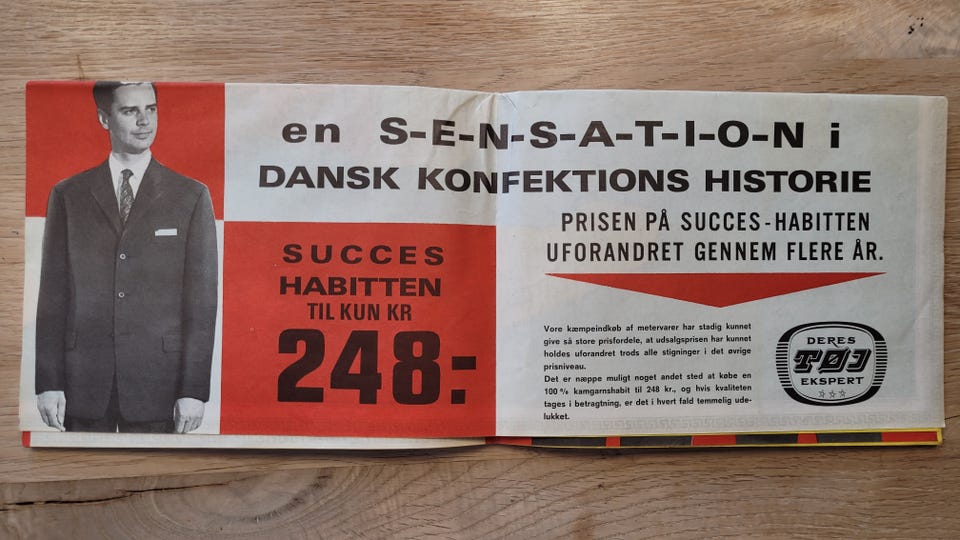 en S-E-N-S-A-T-I-O-N i
DANSK KONFEKTIONS HISTORIE
SUCCES
HABITTEN
TIL KUN KR
248:-
PRISEN PÅ SUCCES-HABITTEN
UFORANDRET GENNEM FLERE ÅR.
Vore kæmpeindkøb af metervarer har stadig kunnet
give så store prisfordele, at udsalgsprisen har kunnet
holdes uforandret trods alle stigninger i det øvrige
prisniveau.
Det er næppe muligt noget andet sted at købe en
100 % kamgarnshabit til 248 kr., og hvis kvaliteten
tages i betragtning, er det i hvert fald temmelig ude-
lukket.
DERES
TØJ
EKSPERT